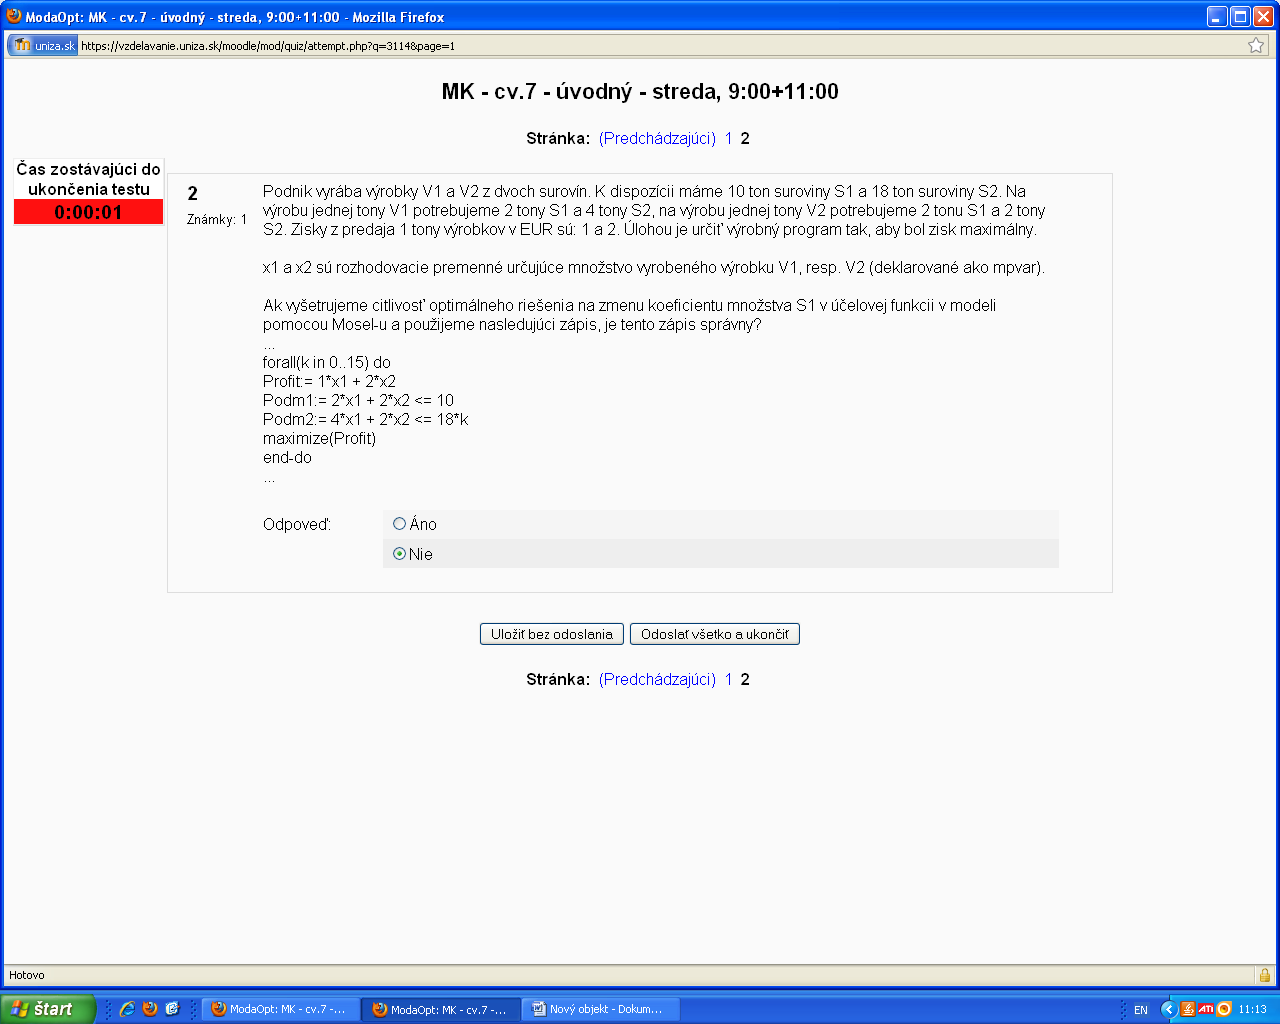 ModaOpt: MK - cv.7 - úvodný - streda, 9:00+11:00 - Mozilla Firefox
uniza.sk https://vzdelavanie.uniza.sk/moodle/mod/quiz/attempt.php?q=3114&page=1
MK - cv.7 - úvodný - streda, 9:00+11:00
Stránka: (Predchádzajúci) 1 2
Čas zostávajúci do
ukončenia testu
0:00:01
2
Známky: 1
Podnik vyrába výrobky V1 a V2 z dvoch surovín. K dispozícii máme 10 ton suroviny S1 a 18 ton suroviny S2. Na
výrobu jednej tony V1 potrebujeme 2 tony S1 a 4 tony S2, na výrobu jednej tony V2 potrebujeme 2 tonu S1 a 2 tony
S2. Zisky z predaja 1 tony výrobkov v EUR sú: 1 a 2. Úlohou je určiť výrobný program tak, aby bol zisk maximálny.
x1 a x2 sú rozhodovacie premenné určujúce množstvo vyrobeného výrobku V1, resp. V2 (deklarované ako mpvar).
Ak vyšetrujeme citlivosť optimálneho riešenia na zmenu koeficientu množstva S1 v účelovej funkcii v modeli
pomocou Mosel-u a použijeme nasledujúci zápis, je tento zápis správny?
...
forall(k in 0..15) do
Profit:= 1*x1 + 2*x2
Podm1:= 2*x1 + 2*x2 <= 10
Podm2:= 4*x1 + 2*x2 <= 18*k
maximize(Profit)
end-do
...
Odpoveď:
Áno
Nie
Uložiť bez odoslania Odoslať všetko a ukončiť
Stránka: (Predchádzajúci) 1 2
Hotovo
štart ModaOpt: MK - cv.7 -... ModaOpt: MK - cv.7 -... Nový objekt - Dokum... EN ATI 11:13